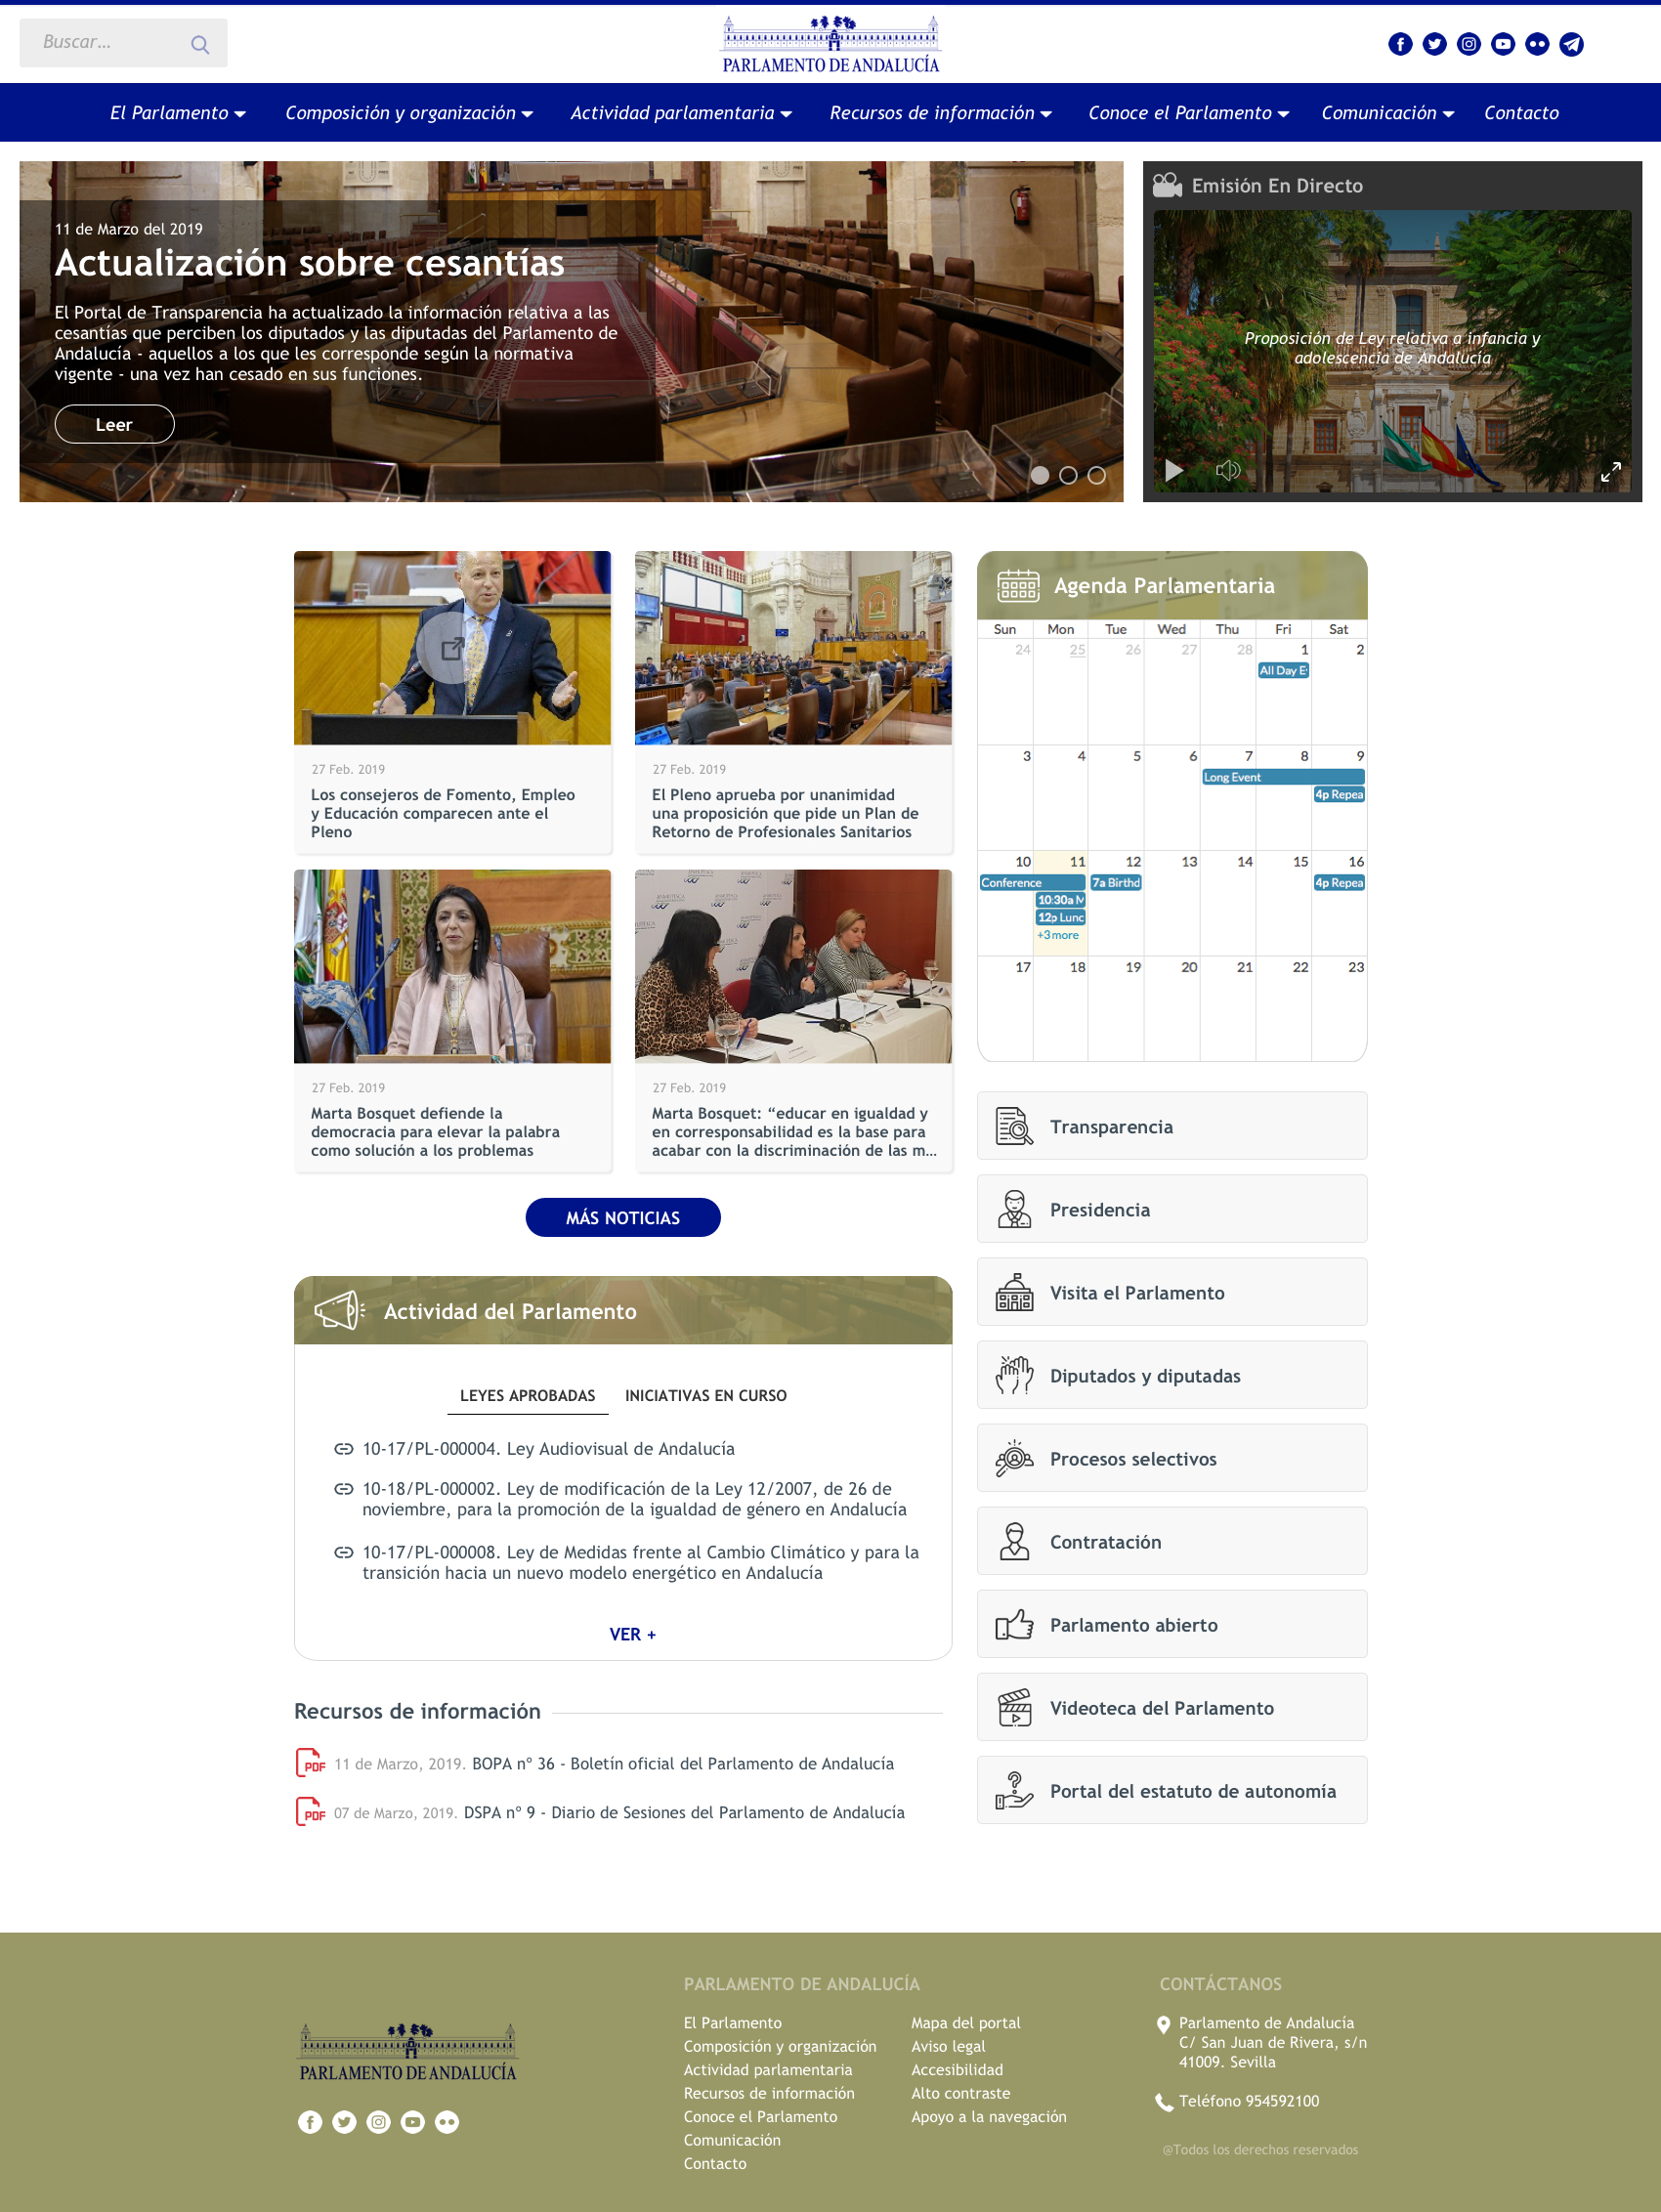 Buscar...
PARLAMENTO DE ANDALUCÍA
El Parlamento
Composición y organización
Actividad parlamentaria
Recursos de información
Conoce el Parlamento
Comunicación
Contacto
11 de Marzo del 2019
Actualización sobre cesantías
El Portal de Transparencia ha actualizado la información relativa a las
cesantías que perciben los diputados y las diputadas del Parlamento de
Andalucía - aquellos a los que les corresponde según la normativa
vigente - una vez han cesado en sus funciones.
Leer
Emisión En Directo
Proposición de Ley relativa a infancia y
adolescencia de Andalucía
27 Feb. 2019
Los consejeros de Fomento, Empleo
y Educación comparecen ante el
Pleno
27 Feb. 2019
El Pleno aprueba por unanimidad
una proposición que pide un Plan de
Retorno de Profesionales Sanitarios
27 Feb. 2019
Marta Bosquet defiende la
democracia para elevar la palabra
como solución a los problemas
27 Feb. 2019
Marta Bosquet: “educar en igualdad y
en corresponsabilidad es la base para
acabar con la discriminación de las m...
MÁS NOTICIAS
Agenda Parlamentaria
Sun Mon Tue Wed Thu Fri Sat
24 25 26 27 28 1 2
All Day E
3 4 5 6 7 8 9
Long Event
4p Repea
10 11 12 13 14 15 16
Conference 7a Birthd 4p Repea
10:30a M
12p Lunc
+3 more
17 18 19 20 21 22 23
Transparencia
Presidencia
Visita el Parlamento
Diputados y diputadas
Procesos selectivos
Contratación
Parlamento abierto
Videoteca del Parlamento
Portal del estatuto de autonomía
Actividad del Parlamento
LEYES APROBADAS
INICIATIVAS EN CURSO
10-17/PL-000004. Ley Audiovisual de Andalucía
10-18/PL-000002. Ley de modificación de la Ley 12/2007, de 26 de
noviembre, para la promoción de la igualdad de género en Andalucía
10-17/PL-000008. Ley de Medidas frente al Cambio Climático y para la
transición hacia un nuevo modelo energético en Andalucía
VER +
Recursos de información
PDF 11 de Marzo, 2019. BOPA nº 36 - Boletín oficial del Parlamento de Andalucía
PDF 07 de Marzo, 2019. DSPA nº 9 - Diario de Sesiones del Parlamento de Andalucía
PARLAMENTO DE ANDALUCÍA
PARLAMENTO DE ANDALUCÍA
El Parlamento
Composición y organización
Actividad parlamentaria
Recursos de información
Conoce el Parlamento
Comunicación
Contacto
Mapa del portal
Aviso legal
Accesibilidad
Alto contraste
Apoyo a la navegación
CONTÁCTANOS
Parlamento de Andalucía
C/ San Juan de Rivera, s/n
41009. Sevilla
Teléfono 954592100
@Todos los derechos reservados